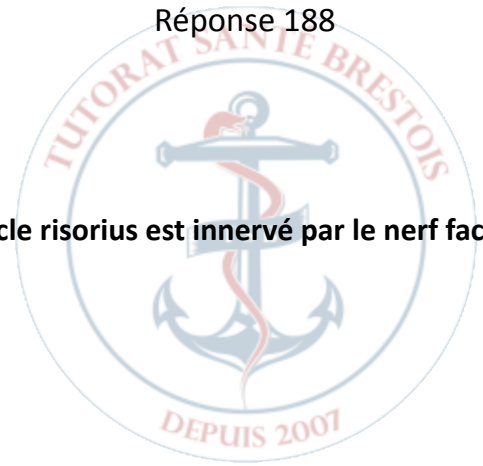 Réponse 188
TUTORAT SANTE BRESTOIS
cle risorius est innervé par le nerf fac
DEPUIS 2007